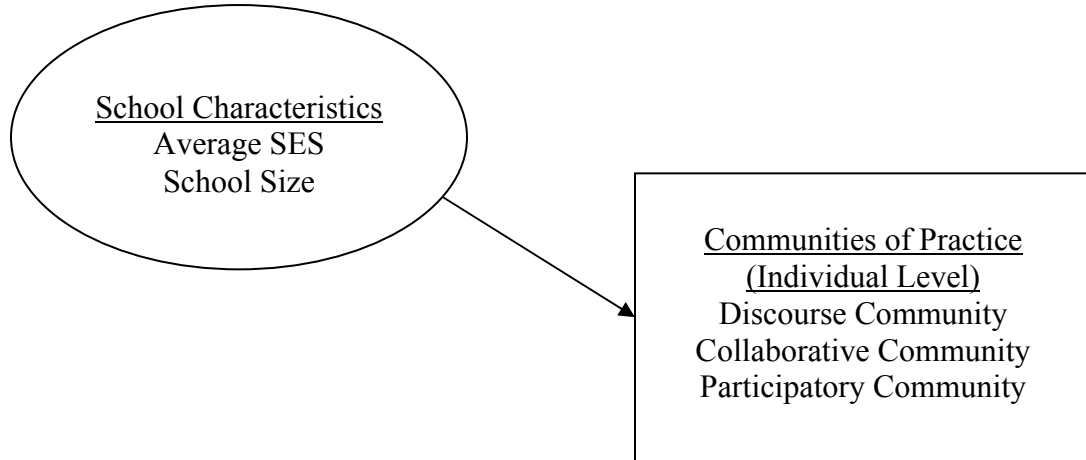 School Characteristics
Average SES
School Size
Communities of Practice
(Individual Level)
Discourse Community
Collaborative Community
Participatory Community